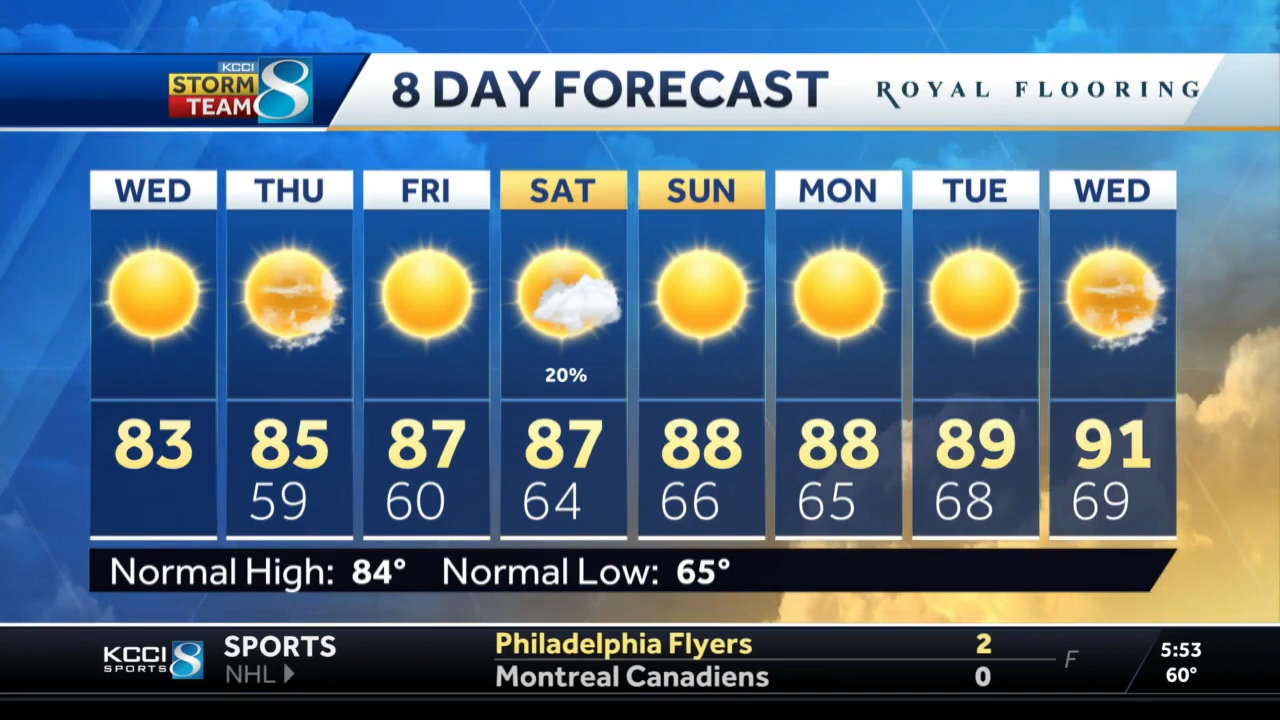 KCCI
STORM
TEAM 8
8 DAY FORECAST
ROYAL FLOORING
WED THU FRI SAT SUN MON TUE WED
20%
83 85 87 87 88 88 89 91
59 60 64 66 65 68 69
Normal High: 84° Normal Low: 65°
KCCI 8
SPORTS
SPORTS
NHL
Philadelphia Flyers 2
Montreal Canadiens 0
F
5:53
60°